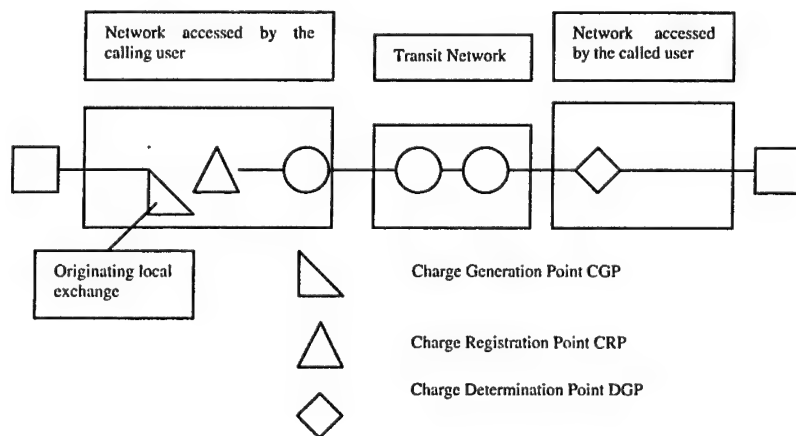 Network accessed by the
calling user
Transit Network
Network accessed
by the called user
Originating local
exchange
Charge Generation Point CGP
Charge Registration Point CRP
Charge Determination Point DGP